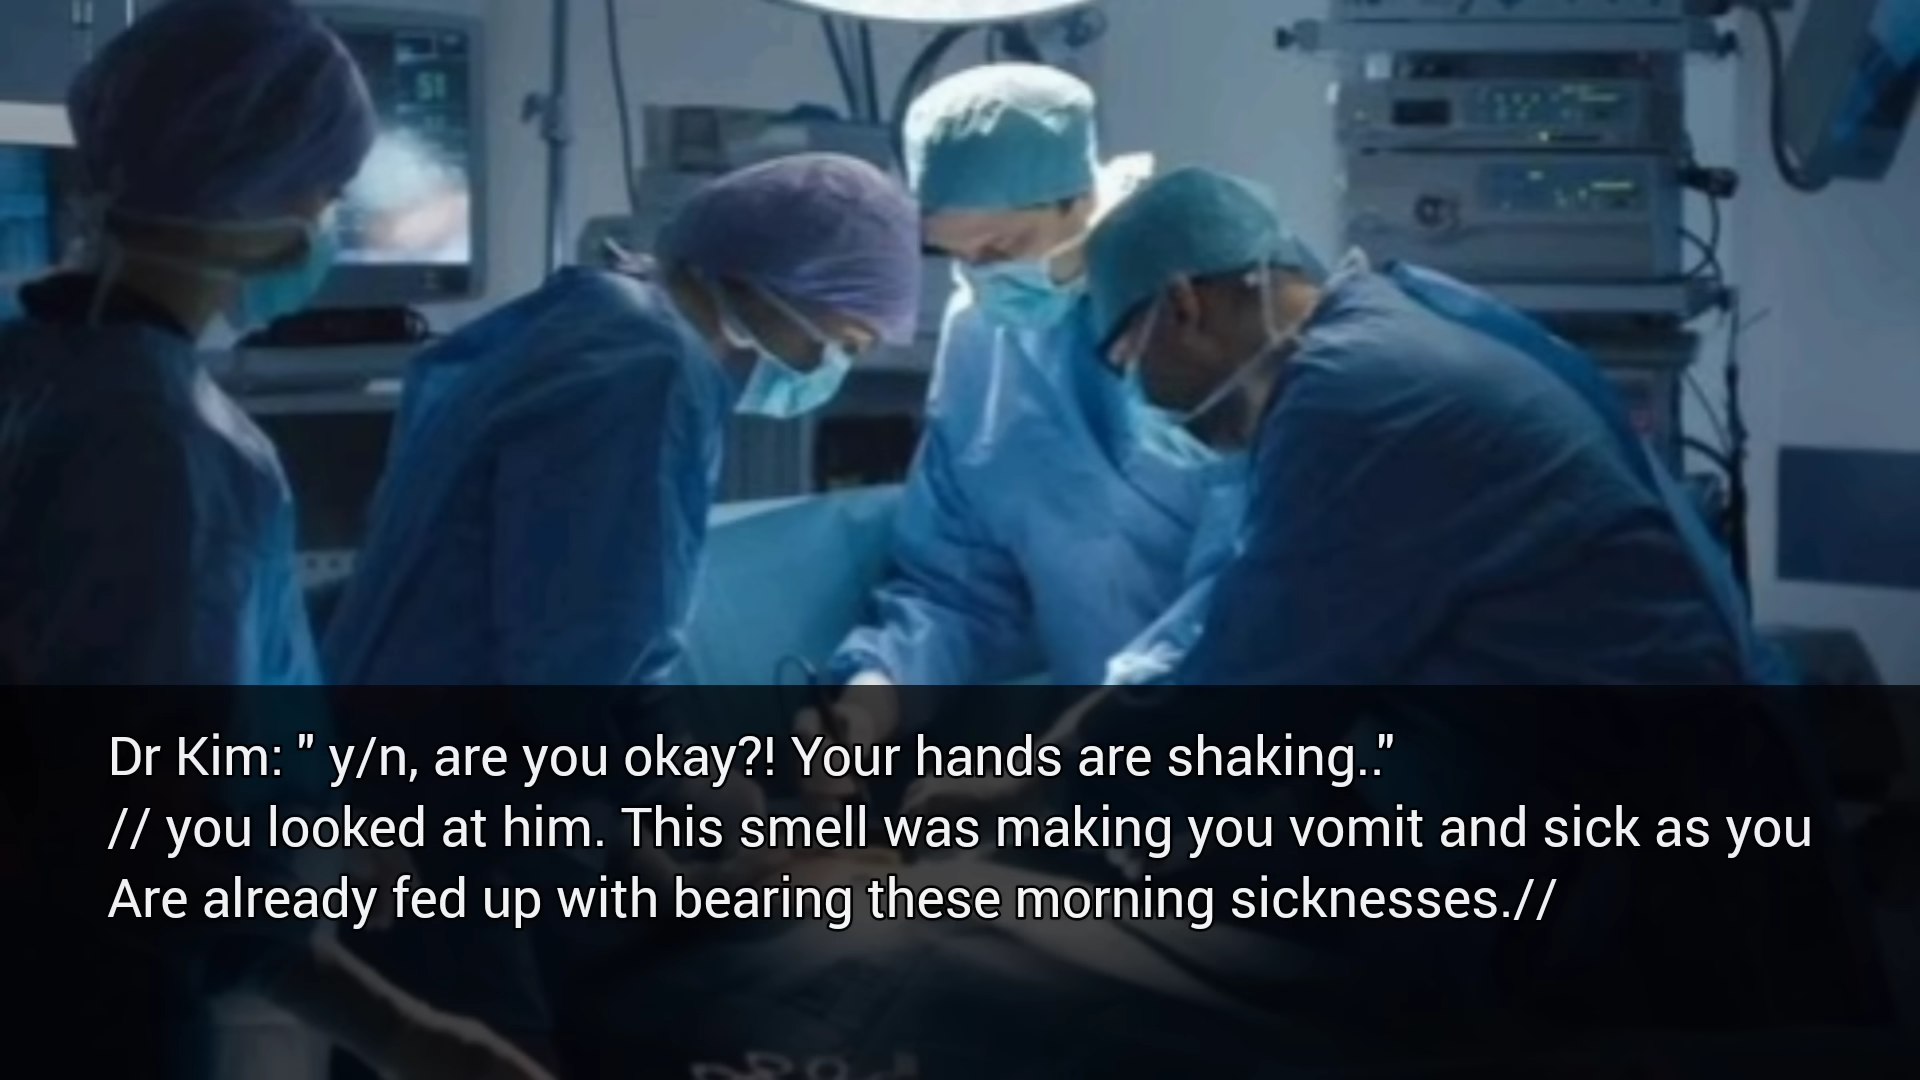 51
Dr Kim: " y/n, are you okay?! Your hands are shaking.."
// you looked at him. This smell was making you vomit and sick as you
Are already fed up with bearing these morning sicknesses.//